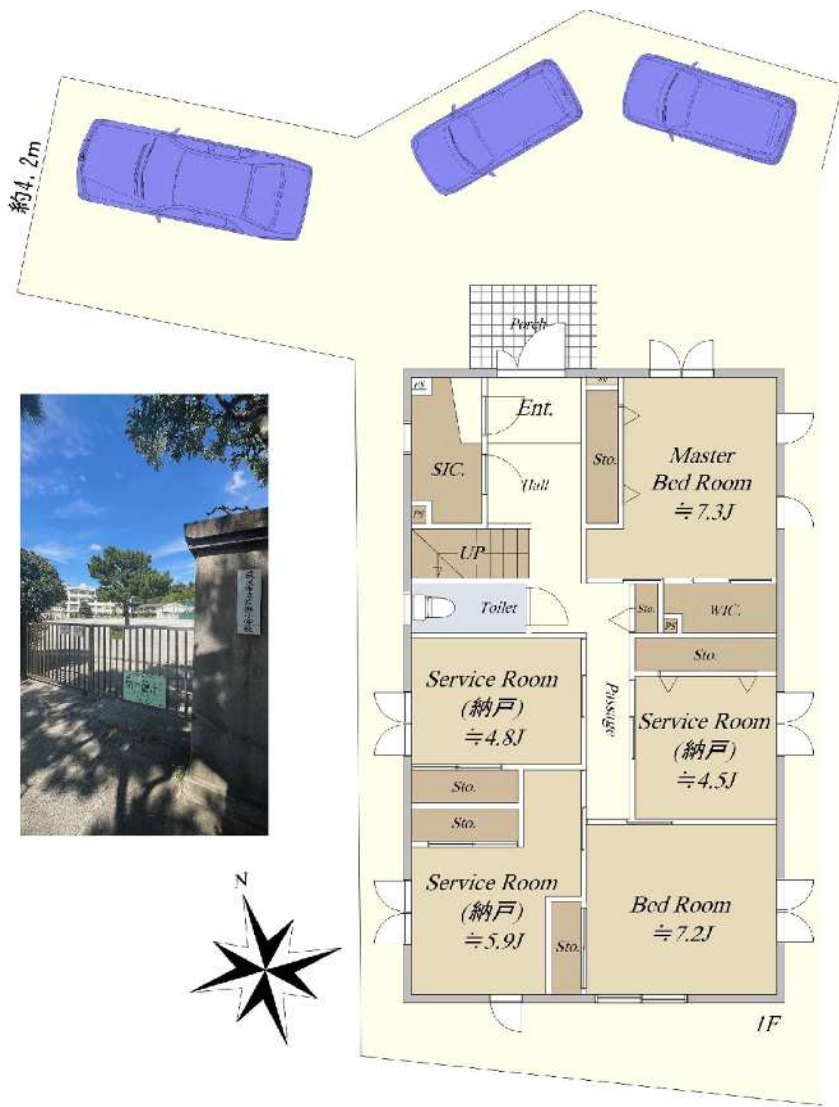 約4.2m
Porch
PS
Ent.
SIC.
Hall
Sto.
Master
Bed Room
≒7.3J
PS
UP
Toilet
Sto.
PS
WIC.
Sto.
Service Room
(納戸)
≒4.8J
Passage
Service Room
(納戸)
≒4.5J
Sto.
Sto.
Service Room
(納戸)
≒5.9J
Sto.
Bed Room
≒7.2J
N
1F